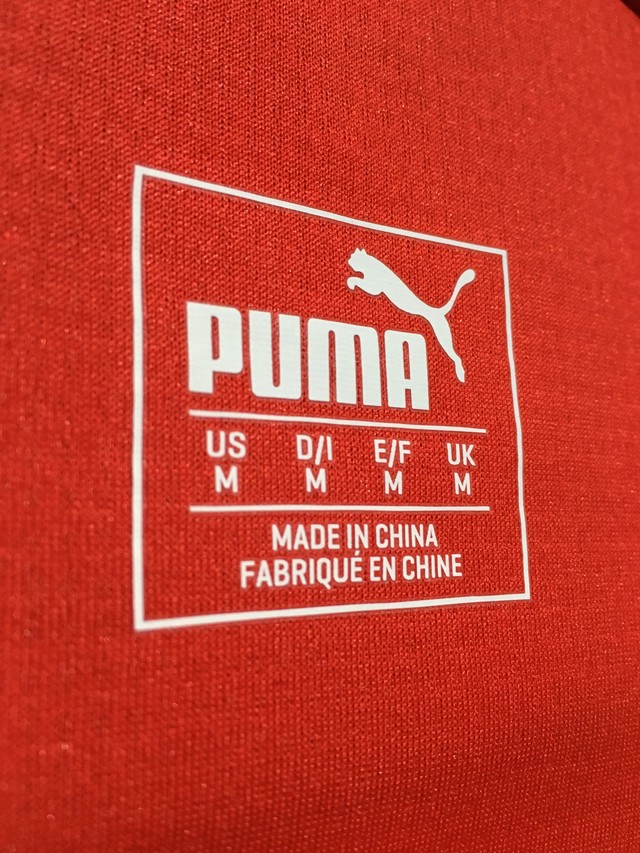 PUMA
US D/I E/F UK
M M M M
MADE IN CHINA
FABRIQUÉ EN CHINE